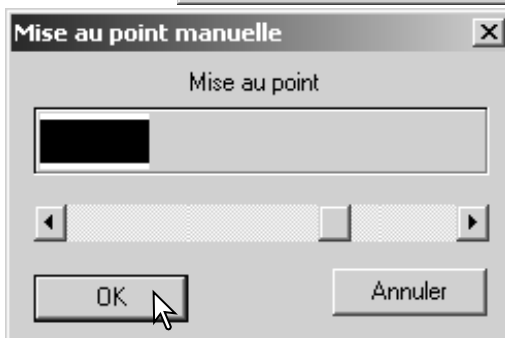 Mise au point manuelle
Mise au point
OK
Annuler